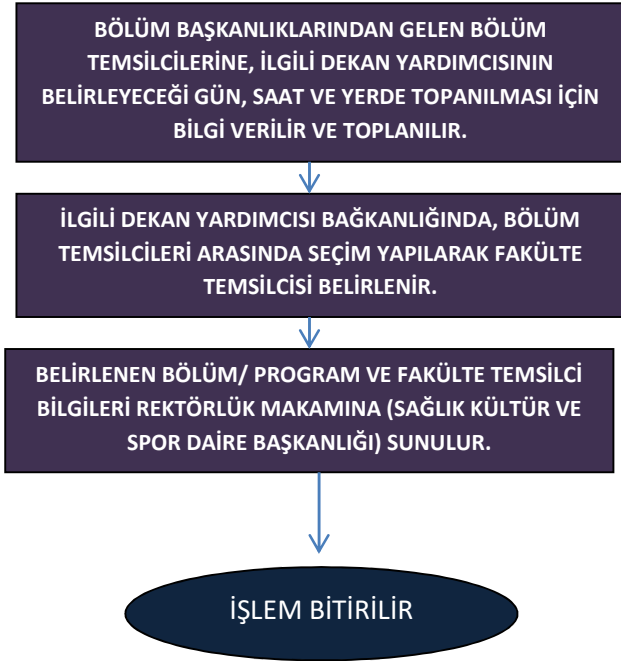 BÖLÜM BAŞKANLIKLARINDAN GELEN BÖLÜM
TEMSİLCİLERİNE, İLGİLİ DEKAN YARDIMCISININ
BELİRLEYECEĞİ GÜN, SAAT VE YERDE TOPANILMASI İÇİN
BİLGİ VERİLİR VE TOPLANILIR.
İLGİLİ DEKAN YARDIMCISI BAĞKANLIĞINDA, BÖLÜM
TEMSİLCİLERİ ARASINDA SEÇİM YAPILARAK FAKÜLTE
TEMSİLCİSİ BELİRLENİR.
BELİRLENEN BÖLÜM/ PROGRAM VE FAKÜLTE TEMSİLCİ
BİLGİLERİ REKTÖRLÜK MAKAMINA (SAĞLIK KÜLTÜR VE
SPOR DAİRE BAŞKANLIĞI) SUNULUR.
İŞLEM BİTİRİLİR